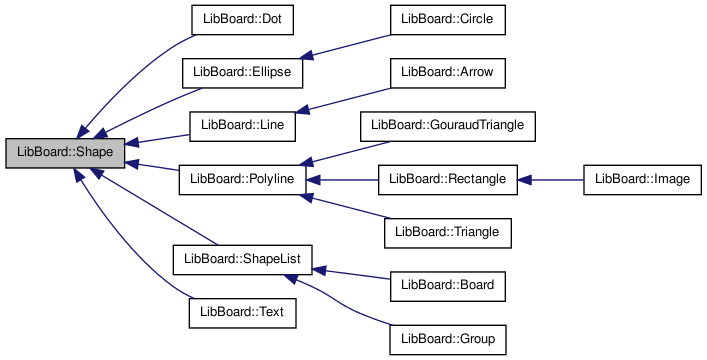 LibBoard::Dot
LibBoard::Circle
LibBoard::Ellipse
LibBoard::Arrow
LibBoard::Line
LibBoard::GouraudTriangle
LibBoard::Shape
LibBoard::Polyline
LibBoard::Rectangle
LibBoard::Image
LibBoard::Triangle
LibBoard::ShapeList
LibBoard::Board
LibBoard::Text
LibBoard::Group